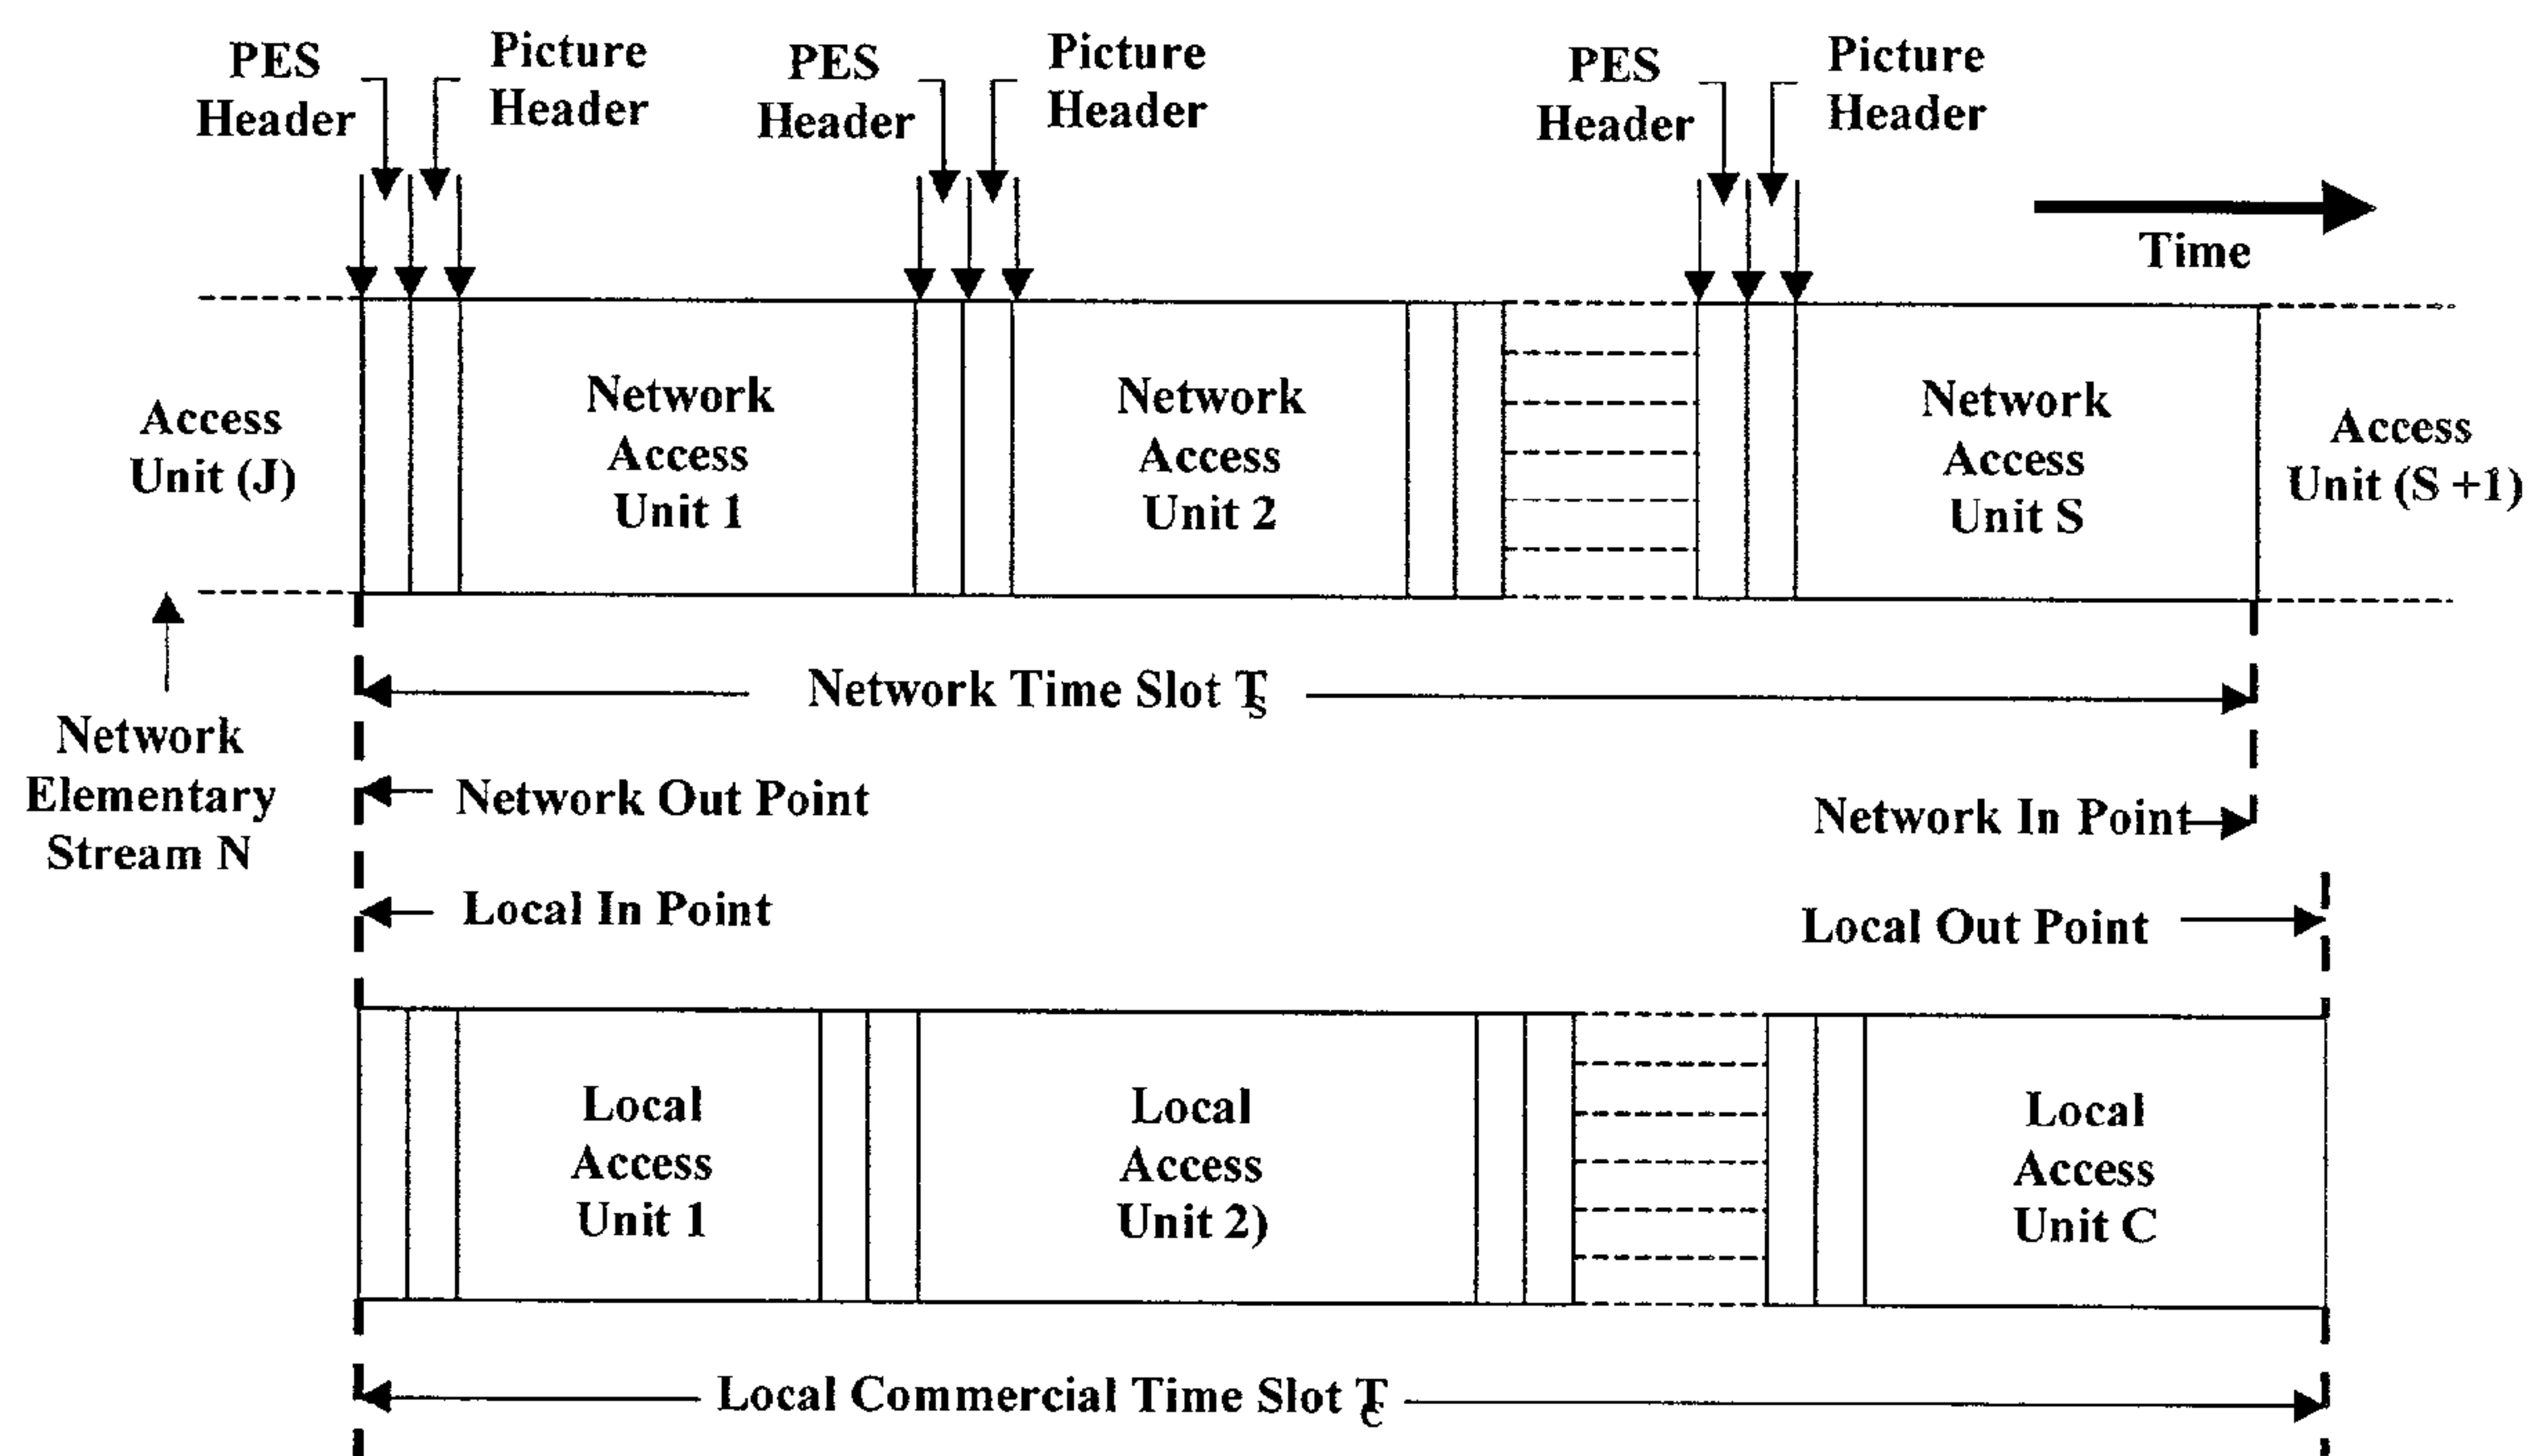 PES
Header
Picture
Header
PES
Header
Picture
Header
PES
Header
Picture
Header
Time
Access
Unit (J)
Network
Access
Unit 1
Network
Access
Unit 2
Network
Access
Unit S
Access
Unit (S +1)
Network Time Slot Ts
Network
Elementary
Stream N
Network Out Point
Network In Point
Local In Point
Local Out Point
Local
Access
Unit 1
Local
Access
Unit 2)
Local
Access
Unit C
Local Commercial Time Slot Tc